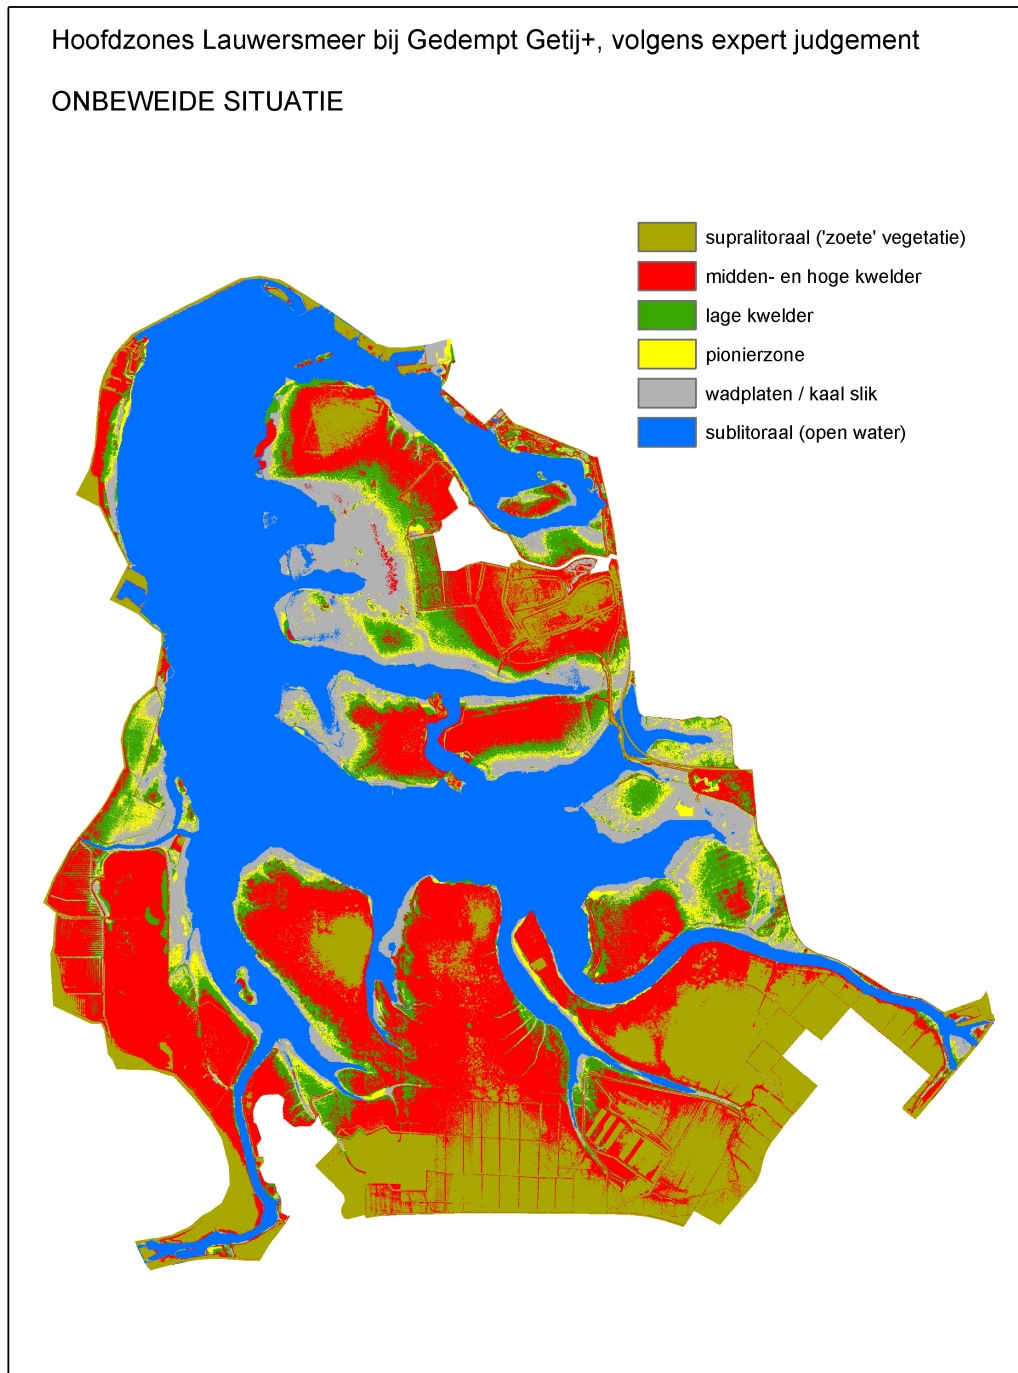 Hoofdzones Lauwersmeer bij Gedempt Getij+, volgens expert judgement
ONBEWEIDE SITUATIE
supralitoraal ('zoete' vegetatie)
midden- en hoge kwelder
lage kwelder
pionierzone
wadplaten / kaal slik
sublitoraal (open water)